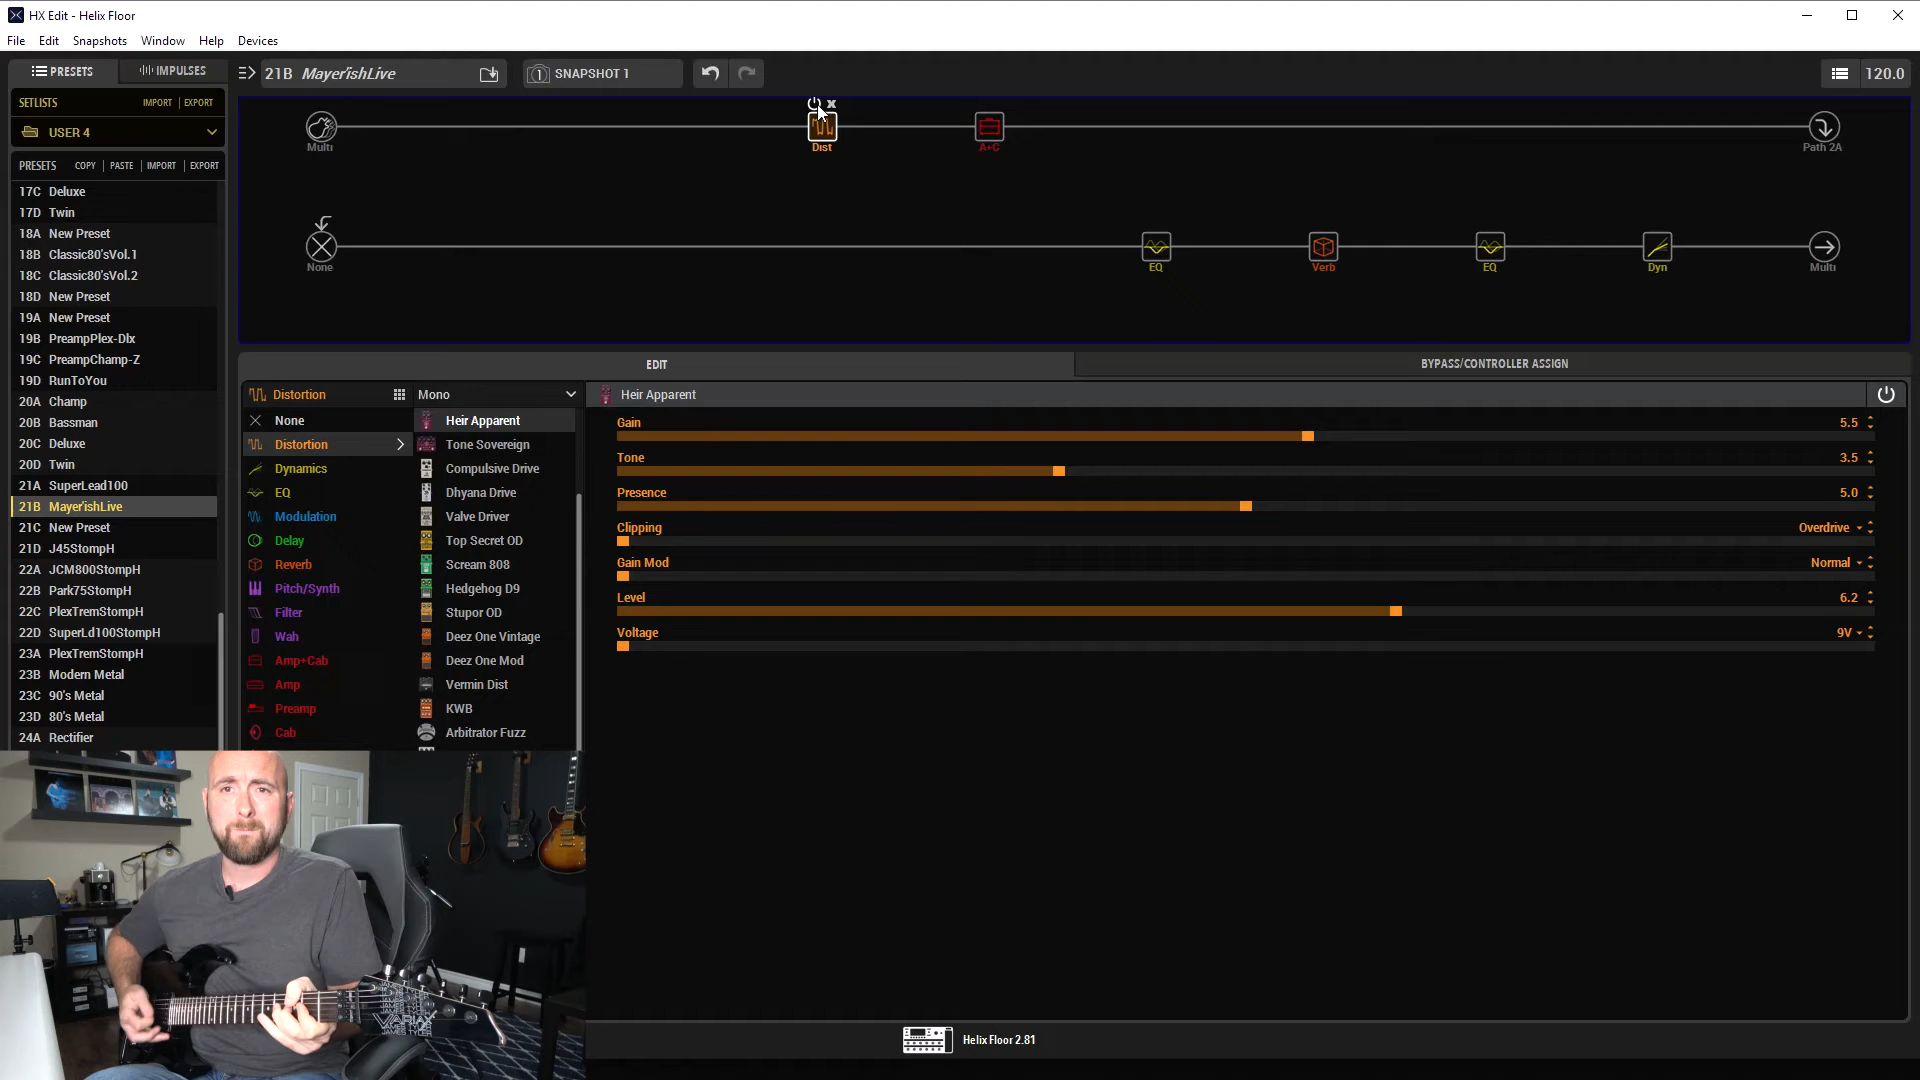 HX Edit - Helix Floor
File Edit Snapshots Window Help Devices
PRESETS IMPULSES
21B MayerïshLive
SNAPSHOT 1
120.0
SETLISTS IMPORT | EXPORT
USER 4
PRESETS COPY | PASTE | IMPORT | EXPORT
17C Deluxe
17D Twin
18A New Preset
18B Classic80'sVol.1
18C Classic80'sVol.2
18D New Preset
19A New Preset
19B PreampPlex-Dlx
19C PreampChamp-Z
19D RunToYou
20A Champ
20B Bassman
20C Deluxe
20D Twin
21A SuperLead100
21B Mayer'ishLive
21C New Preset
21D J45StompH
22A JCM800StompH
22B Park75StompH
22C PlexTremStompH
22D SuperLd100StompH
23A PlexTremStompH
23B Modern Metal
23C 90's Metal
23D 80's Metal
24A Rectifier
Multi
Dist
A+C
Path 2A
None
EQ
Verb
EQ
Dyn
Multi
EDIT
BYPASS/CONTROLLER ASSIGN
Distortion
None
Distortion
Dynamics
EQ
Modulation
Delay
Reverb
Pitch/Synth
Filter
Wah
Amp+Cab
Amp
Preamp
Cab
Mono
Heir Apparent
Tone Sovereign
Compulsive Drive
Dhyana Drive
Valve Driver
Top Secret OD
Scream 808
Hedgehog D9
Stupor OD
Deez One Vintage
Deez One Mod
Vermin Dist
KWB
Arbitrator Fuzz
Heir Apparent
Gain 5.5
Tone 3.5
Presence 5.0
Clipping Overdrive
Gain Mod Normal
Level 6.2
Voltage 9V
VARIAX
JAMES TYLER
Helix Floor 2.81